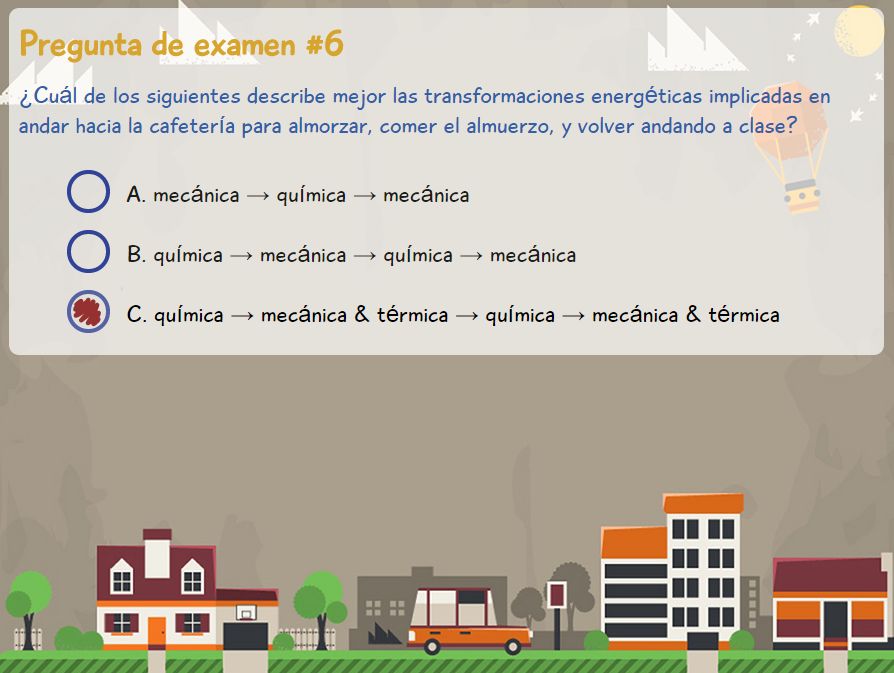 Pregunta de examen #6
¿Cuál de los siguientes describe mejor las transformaciones energéticas implicadas en
andar hacia la cafetería para almorzar, comer el almuerzo, y volver andando a clase?
A. mecánica → química → mecánica
B. química → mecánica → química → mecánica
C. química → mecánica & térmica → química → mecánica & térmica